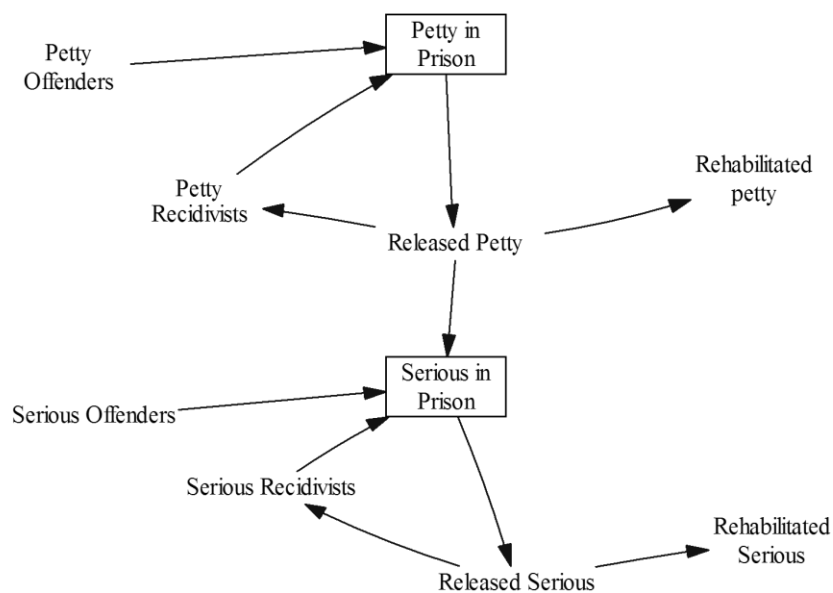 Petty in
Prison
Petty
Offenders
Petty
Recidivists
Rehabilitated
petty
Released Petty
Serious in
Prison
Serious Offenders
Serious Recidivists
Rehabilitated
Serious
Released Serious